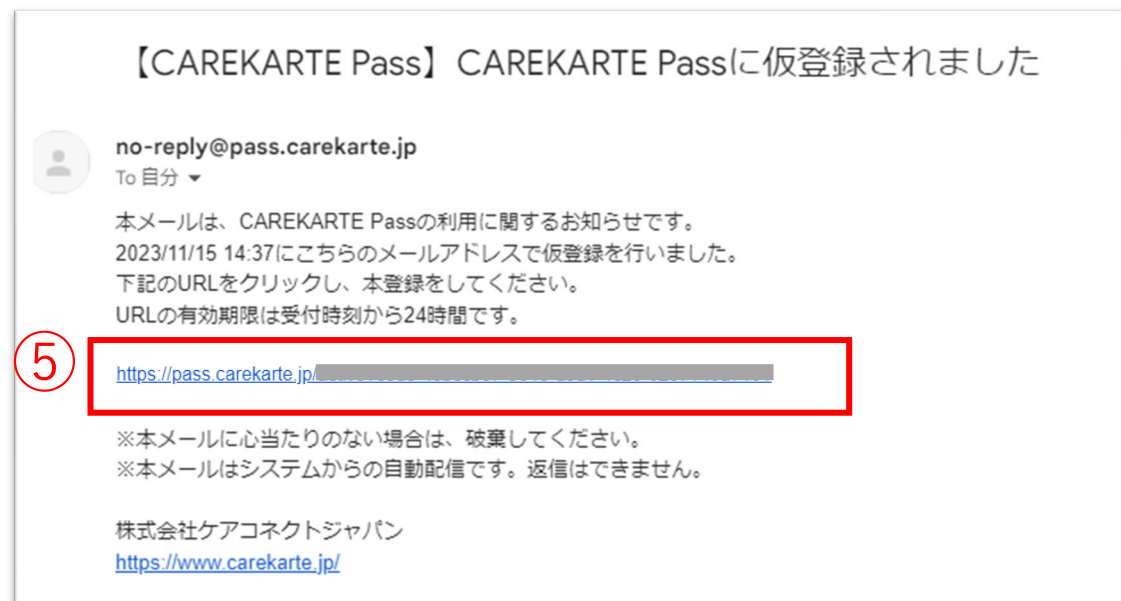 【CAREKARTE Pass】CAREKARTE Passに仮登録されました
no-reply@pass.carekarte.jp
To 自分
本メールは、CAREKARTE Passの利用に関するお知らせです。
2023/11/15 14:37にこちらのメールアドレスで仮登録を行いました。
下記のURLをクリックし、本登録をしてください。
URLの有効期限は受付時刻から24時間です。
⑤
https://pass.carekarte.jp/
※本メールに心当たりのない場合は、破棄してください。
※本メールはシステムからの自動配信です。返信はできません。
株式会社ケアコネクトジャパン
https://www.carekarte.jp/